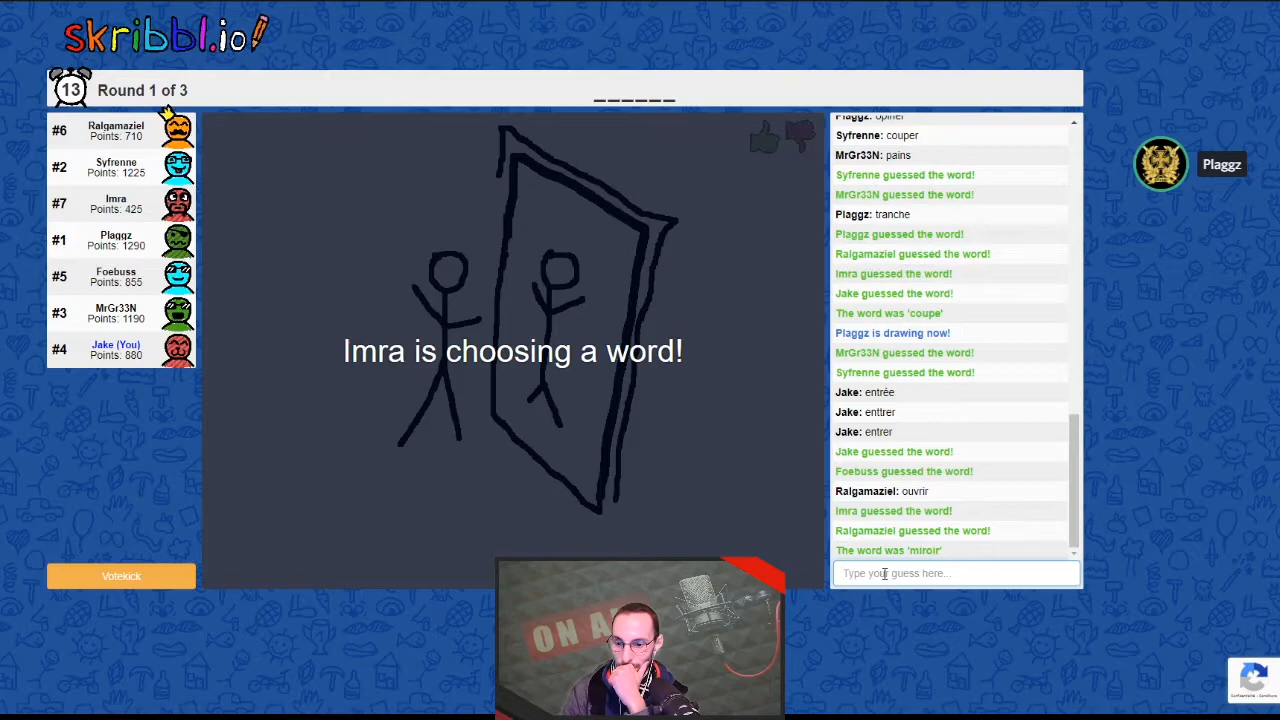 skribbl.io!
13
Round 1 of 3
______
#6
Ralgamaziel
Points: 710
#2
Syfrenne
Points: 1225
#7
Imra
Points: 425
#1
Plaggz
Points: 1290
#5
Foebuss
Points: 855
#3
MrGr33N
Points: 1190
#4
Jake (You)
Points: 880
Votekick
Imra is choosing a word!
Plaggz: opiner
Syfrenne: couper
MrGr33N: pains
Syfrenne guessed the word!
MrGr33N guessed the word!
Plaggz: tranche
Plaggz guessed the word!
Ralgamaziel guessed the word!
Imra guessed the word!
Jake guessed the word!
The word was 'coupe'
Plaggz is drawing now!
MrGr33N guessed the word!
Syfrenne guessed the word!
Jake: entrée
Jake: enttrer
Jake: entrer
Jake guessed the word!
Foebuss guessed the word!
Ralgamaziel: ouvrir
Imra guessed the word!
Ralgamaziel guessed the word!
The word was 'miroir'
Type your guess here...
Plaggz
ON A